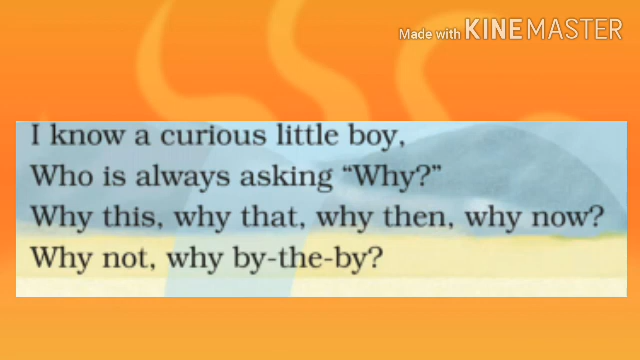 Made with KINEMASTER
I know a curious little boy,
Who is always asking “Why?”
Why this, why that, why then, why now?
Why not, why by-the-by?